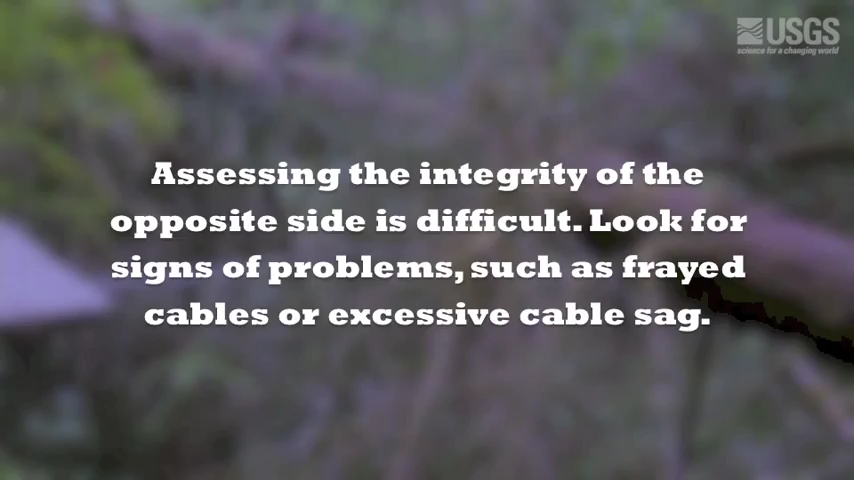 USGS
science for a changing world
Assessing the integrity of the
opposite side is difficult. Look for
signs of problems, such as frayed
cables or excessive cable sag.